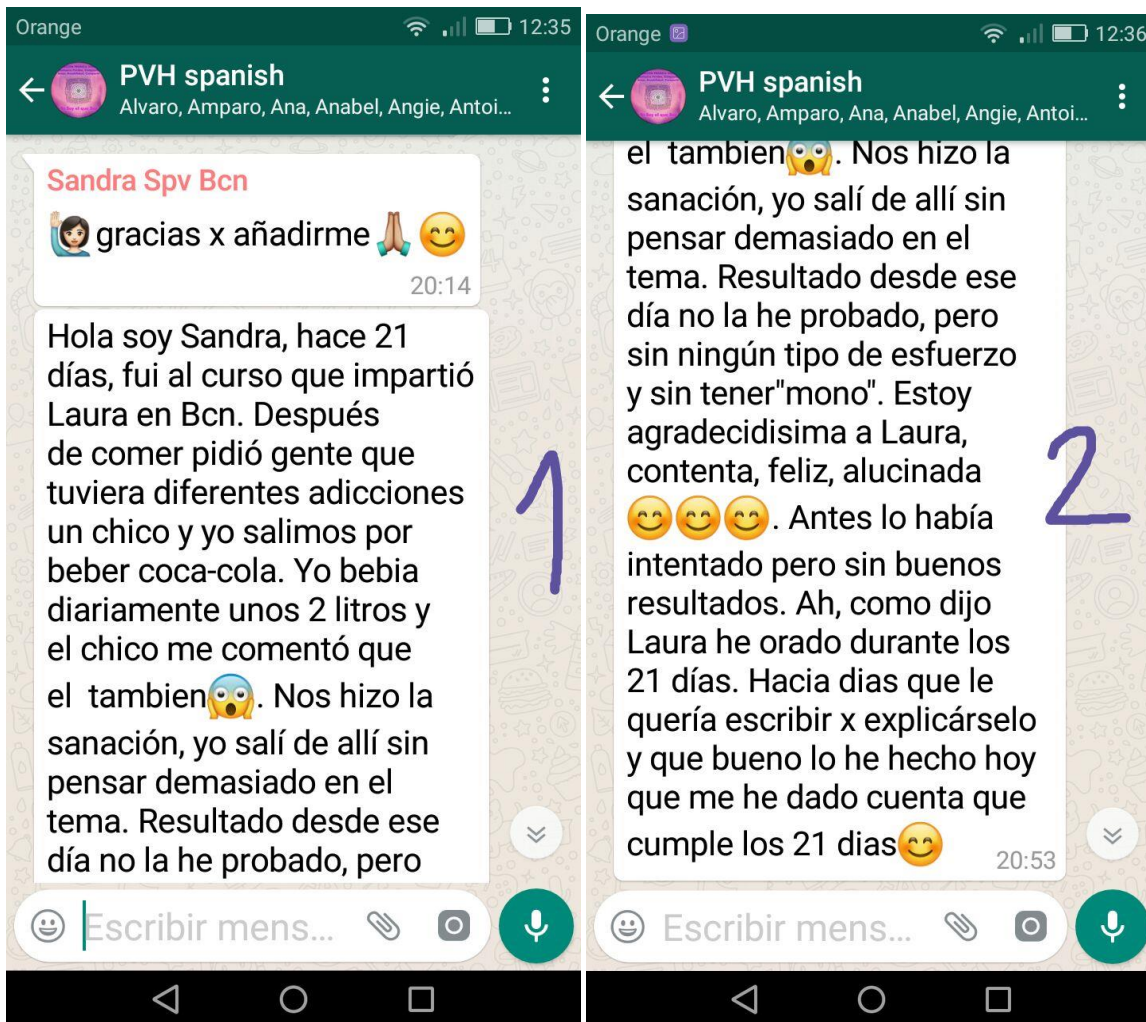 Orange
12:35
PVH spanish
Alvaro, Amparo, Ana, Anabel, Angie, Antoi...
Sandra Spv Bcn
🙋🏻gracias x añadirme🙏🏼😊
20:14
Hola soy Sandra, hace 21
días, fui al curso que impartió
Laura en Bcn. Después
de comer pidió gente que
tuviera diferentes adicciones
un chico y yo salimos por
beber coca-cola. Yo bebia
diariamente unos 2 litros y
el chico me comentó que
el tambien😱. Nos hizo la
sanación, yo salí de allí sin
pensar demasiado en el
tema. Resultado desde ese
día no la he probado, pero
1
Escribir mens...
Orange
12:36
PVH spanish
Alvaro, Amparo, Ana, Anabel, Angie, Antoi...
el tambien😱. Nos hizo la
sanación, yo salí de allí sin
pensar demasiado en el
tema. Resultado desde ese
día no la he probado, pero
sin ningún tipo de esfuerzo
y sin tener"mono". Estoy
agradecidisima a Laura,
contenta, feliz, alucinada
😊😊😊. Antes lo había
intentado pero sin buenos
resultados. Ah, como dijo
Laura he orado durante los
21 días. Hacia dias que le
quería escribir x explicárselo
y que bueno lo he hecho hoy
que me he dado cuenta que
cumple los 21 dias😊
20:53
2
Escribir mens...